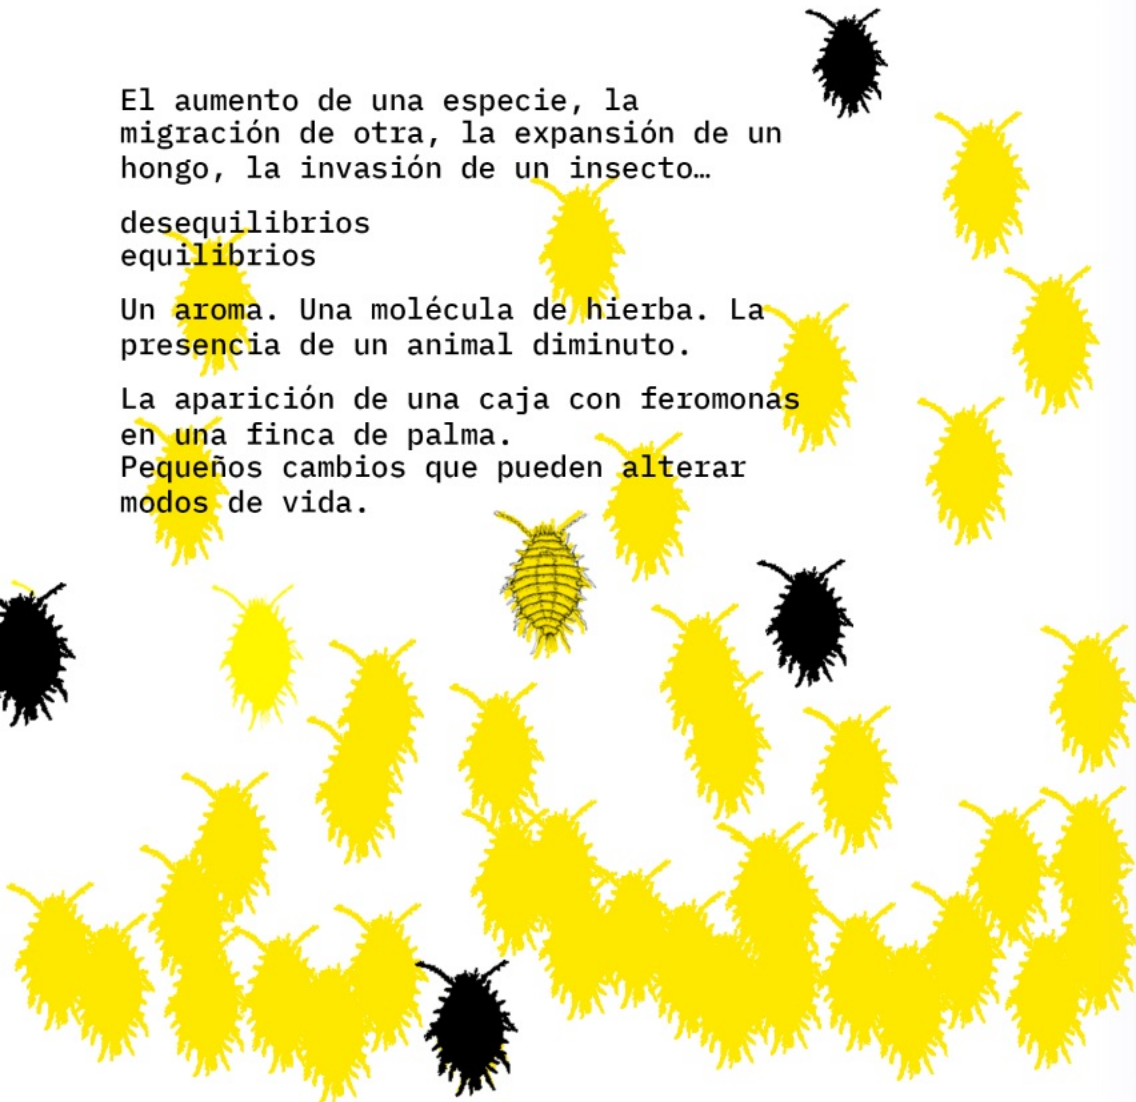 El aumento de una especie, la
migración de otra, la expansión de un
hongo, la invasión de un insecto…
desequilibrios
equilibrios
Un aroma. Una molécula de hierba. La
presencia de un animal diminuto.
La aparición de una caja con feromonas
en una finca de palma.
Pequeños cambios que pueden alterar
modos de vida.